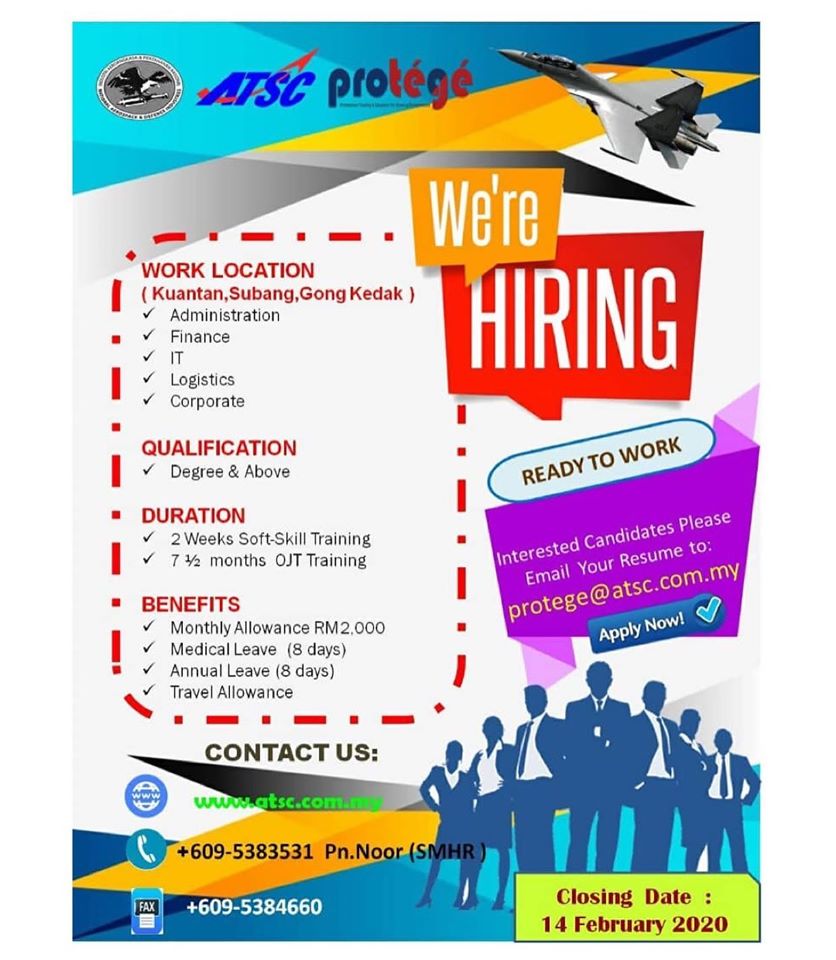 ATSC protégé
We're
HIRING
WORK LOCATION
( Kuantan,Subang,Gong Kedak )
✓ Administration
✓ Finance
✓ IT
✓ Logistics
✓ Corporate
QUALIFICATION
✓ Degree & Above
DURATION
✓ 2 Weeks Soft-Skill Training
✓ 7 ½ months OJT Training
BENEFITS
✓ Monthly Allowance RM2,000
✓ Medical Leave (8 days)
✓ Annual Leave (8 days)
✓ Travel Allowance
READY TO WORK
Interested Candidates Please
Email Your Resume to:
protege@atsc.com.my
Apply Now!
CONTACT US:
www
www.atsc.com.my
+609-5383531 Pn.Noor (SMHR )
FAX
+609-5384660
Closing Date :
14 February 2020